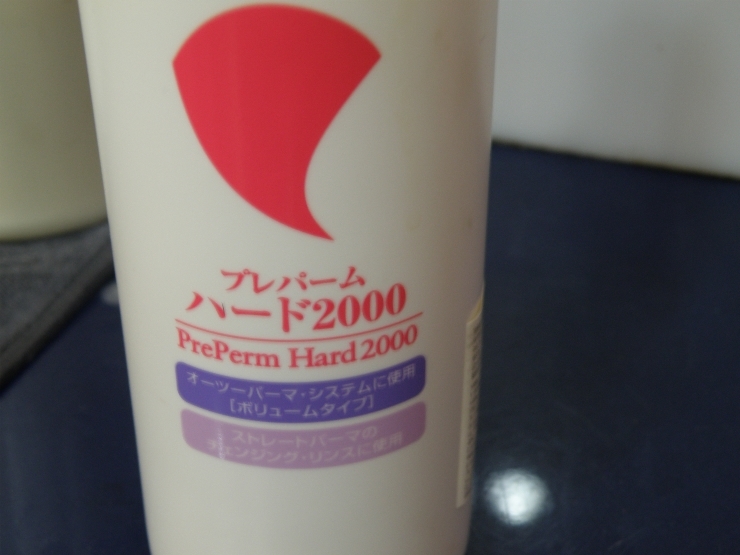 プレパーム
ハード2000
PrePerm Hard 2000
オーツーパーマ・システムに使用
[ボリュームタイプ]
ストレートパーマの
チェンジング・リンスに使用